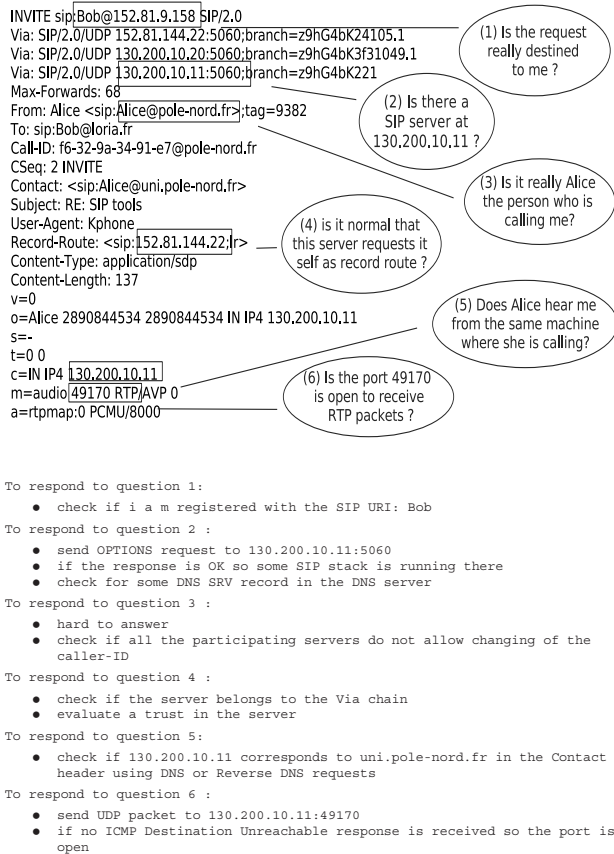 INVITE sip:Bob@152.81.9.158 SIP/2.0
Via: SIP/2.0/UDP 152.81.144.22:5060;branch=z9hG4bK24105.1
Via: SIP/2.0/UDP 130.200.10.20:5060;branch=z9hG4bK3f31049.1
Via: SIP/2.0/UDP 130.200.10.11:5060;branch=z9hG4bK221
Max-Forwards: 68
From: Alice <sip:Alice@pole-nord.fr>;tag=9382
To: sip:Bob@loria.fr
Call-ID: f6-32-9a-34-91-e7@pole-nord.fr
CSeq: 2 INVITE
Contact: <sip:Alice@uni.pole-nord.fr>
Subject: RE: SIP tools
User-Agent: Kphone
Record-Route: <sip:152.81.144.22;lr>
Content-Type: application/sdp
Content-Length: 137
v=0
o=Alice 2890844534 2890844534 IN IP4 130.200.10.11
s=-
t=0 0
c=IN IP4 130.200.10.11
m=audio 49170 RTP/AVP 0
a=rtpmap:0 PCMU/8000
(1) Is the request
really destined
to me ?
(2) Is there a
SIP server at
130.200.10.11 ?
(3) Is it really Alice
the person who is
calling me?
(4) is it normal that
this server requests it
self as record route ?
(5) Does Alice hear me
from the same machine
where she is calling?
(6) Is the port 49170
is open to receive
RTP packets ?
To respond to question 1:
● check if i a m registered with the SIP URI: Bob
To respond to question 2 :
● send OPTIONS request to 130.200.10.11:5060
● if the response is OK so some SIP stack is running there
● check for some DNS SRV record in the DNS server
To respond to question 3 :
● hard to answer
● check if all the participating servers do not allow changing of the
caller-ID
To respond to question 4 :
● check if the server belongs to the Via chain
● evaluate a trust in the server
To respond to question 5:
● check if 130.200.10.11 corresponds to uni.pole-nord.fr in the Contact
header using DNS or Reverse DNS requests
To respond to question 6 :
● send UDP packet to 130.200.10.11:49170
● if no ICMP Destination Unreachable response is received so the port is
open